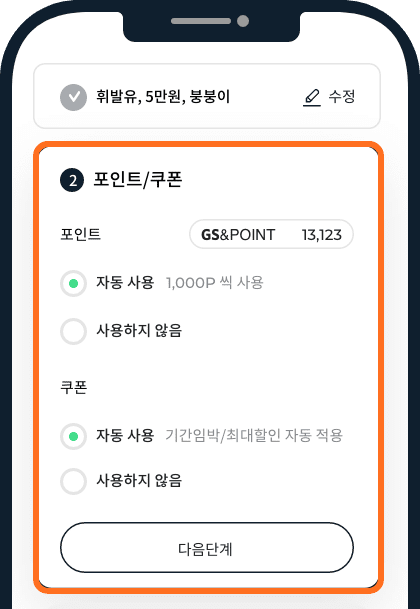 휘발유, 5만원, 붕붕이 수정
2 포인트/쿠폰
포인트 GS&POINT 13,123
자동 사용 1,000P 씩 사용
사용하지 않음
쿠폰
자동 사용 기간임박/최대할인 자동 적용
사용하지 않음
다음단계